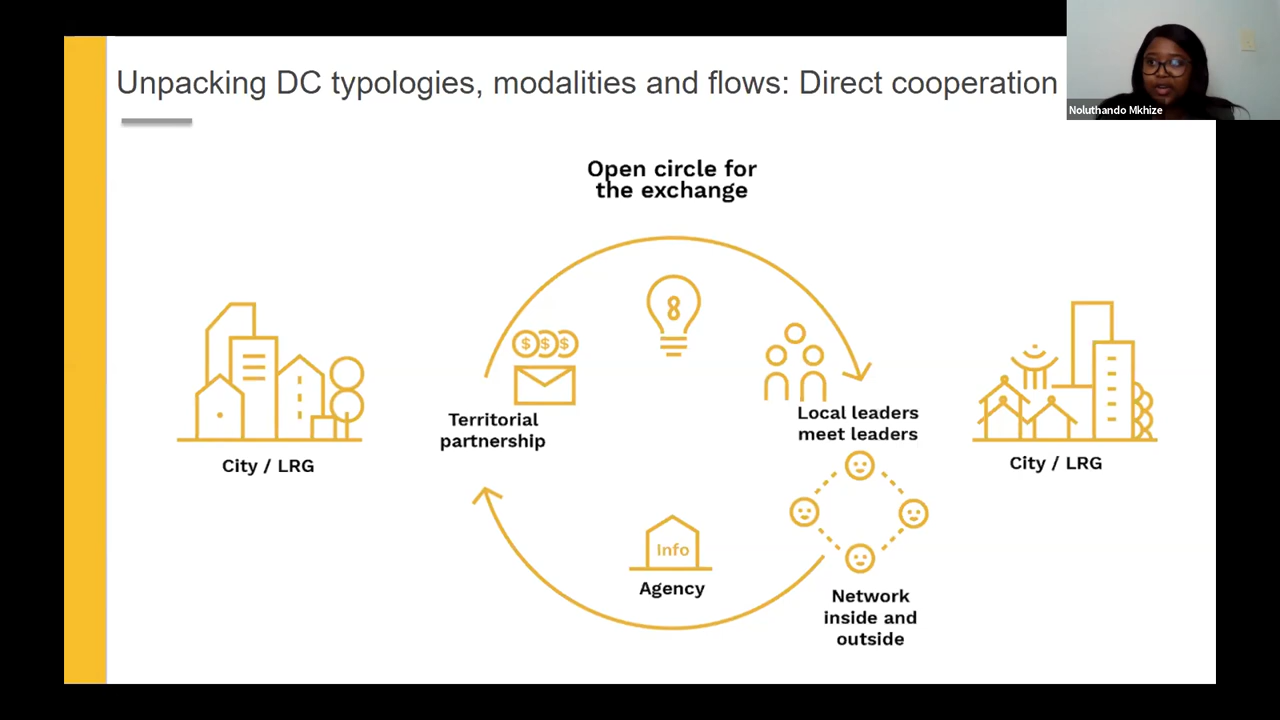 Unpacking DC typologies, modalities and flows: Direct cooperation
Noluthando Mkhize
Open circle for
the exchange
$ $ $
Territorial
partnership
Local leaders
meet leaders
City / LRG
City / LRG
Info
Agency
Network
inside and
outside